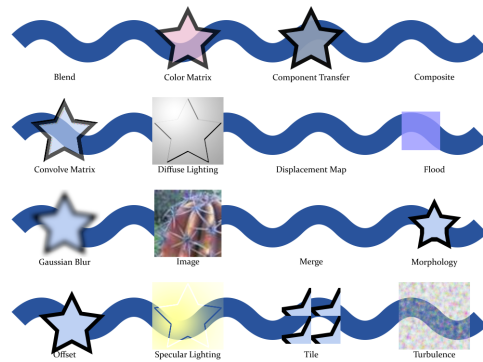 Blend
Color Matrix
Component Transfer
Composite
Convolve Matrix
Diffuse Lighting
Displacement Map
Flood
Gaussian Blur
Image
Merge
Morphology
Offset
Specular Lighting
Tile
Turbulence